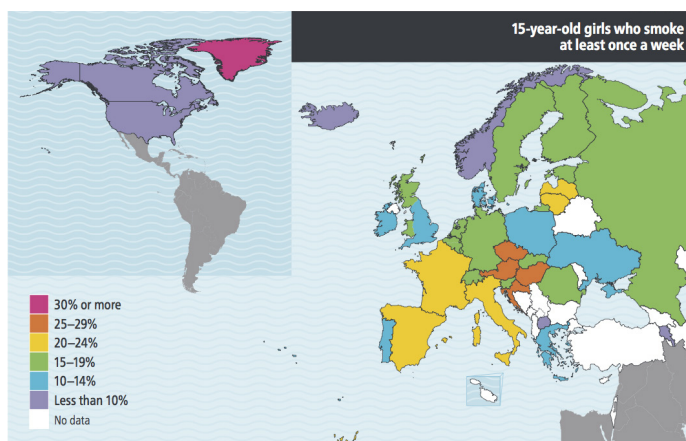 15-year-old girls who smoke
at least once a week
30% or more
25–29%
20–24%
15–19%
10–14%
Less than 10%
No data